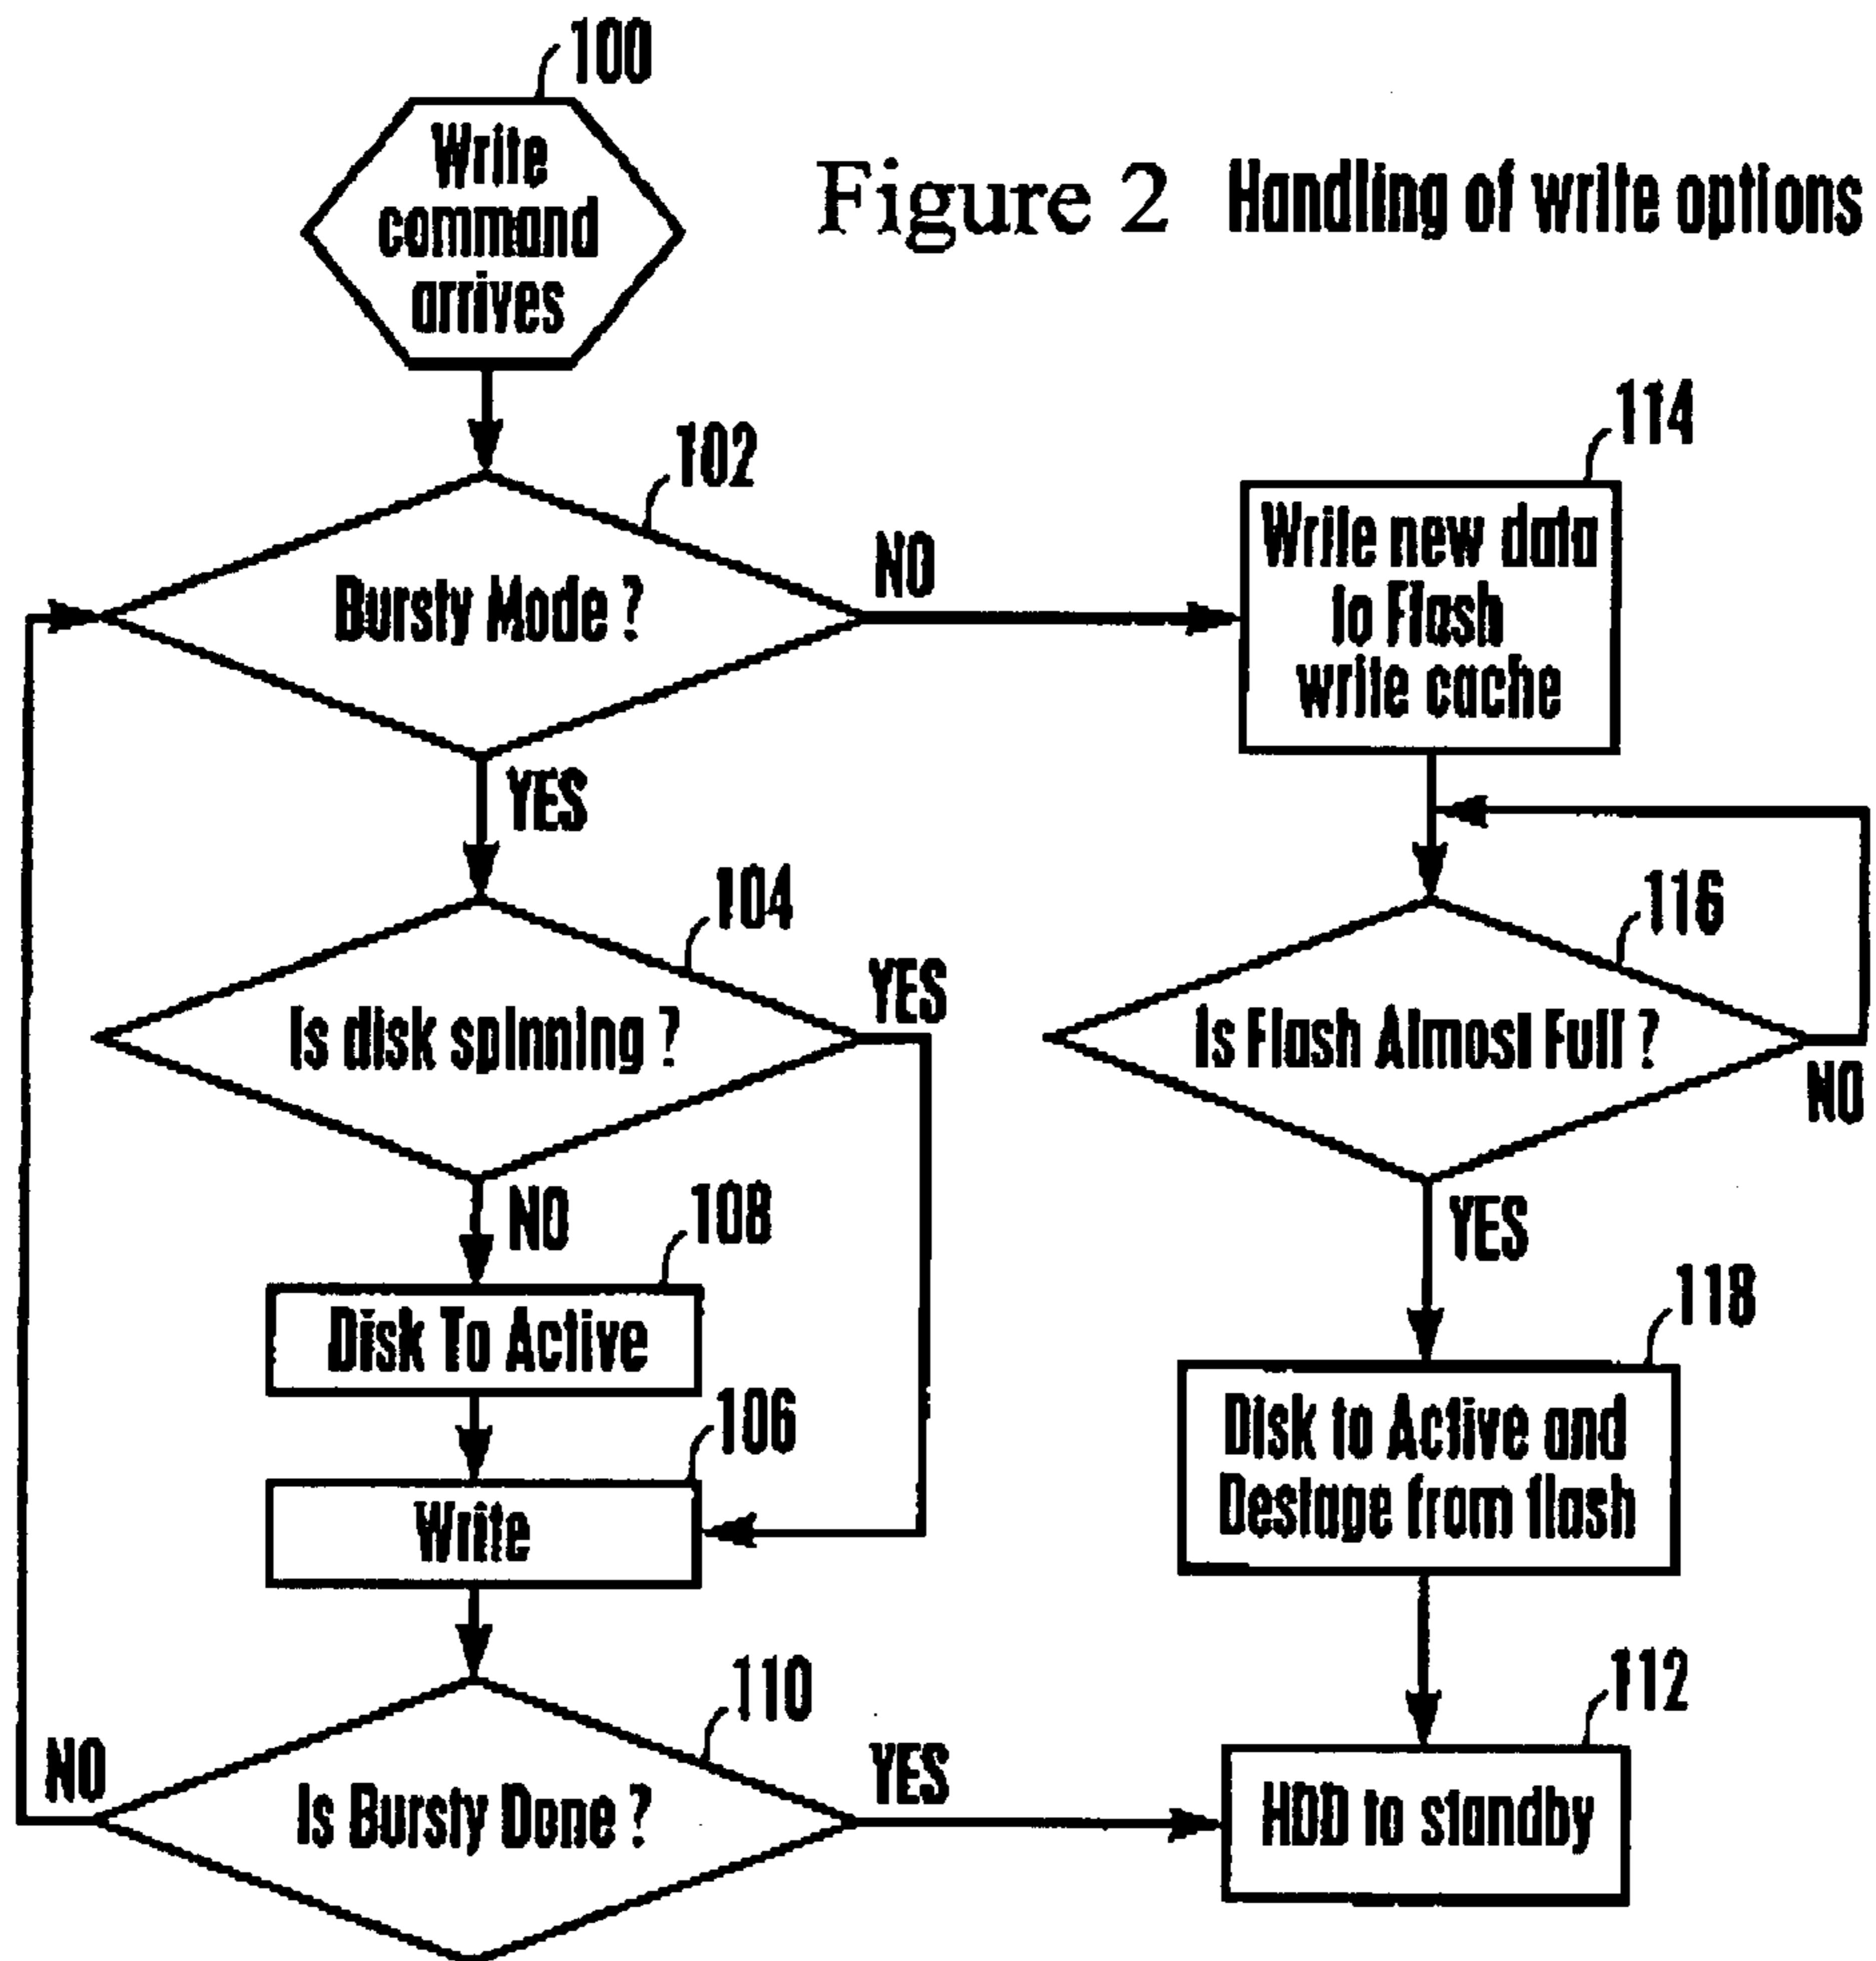 100
Write
command
arrives
Figure 2 Handling of write options
102
Bursty Mode ?
NO
YES
114
Write new data
to Flash
write cache
104
Is disk spinning ?
YES
NO
116
Is Flash Almost Full ?
NO
YES
108
Disk To Active
106
Write
118
Disk to Active and
Destage from flash
110
Is Bursty Done ?
NO
YES
112
HDD to standby